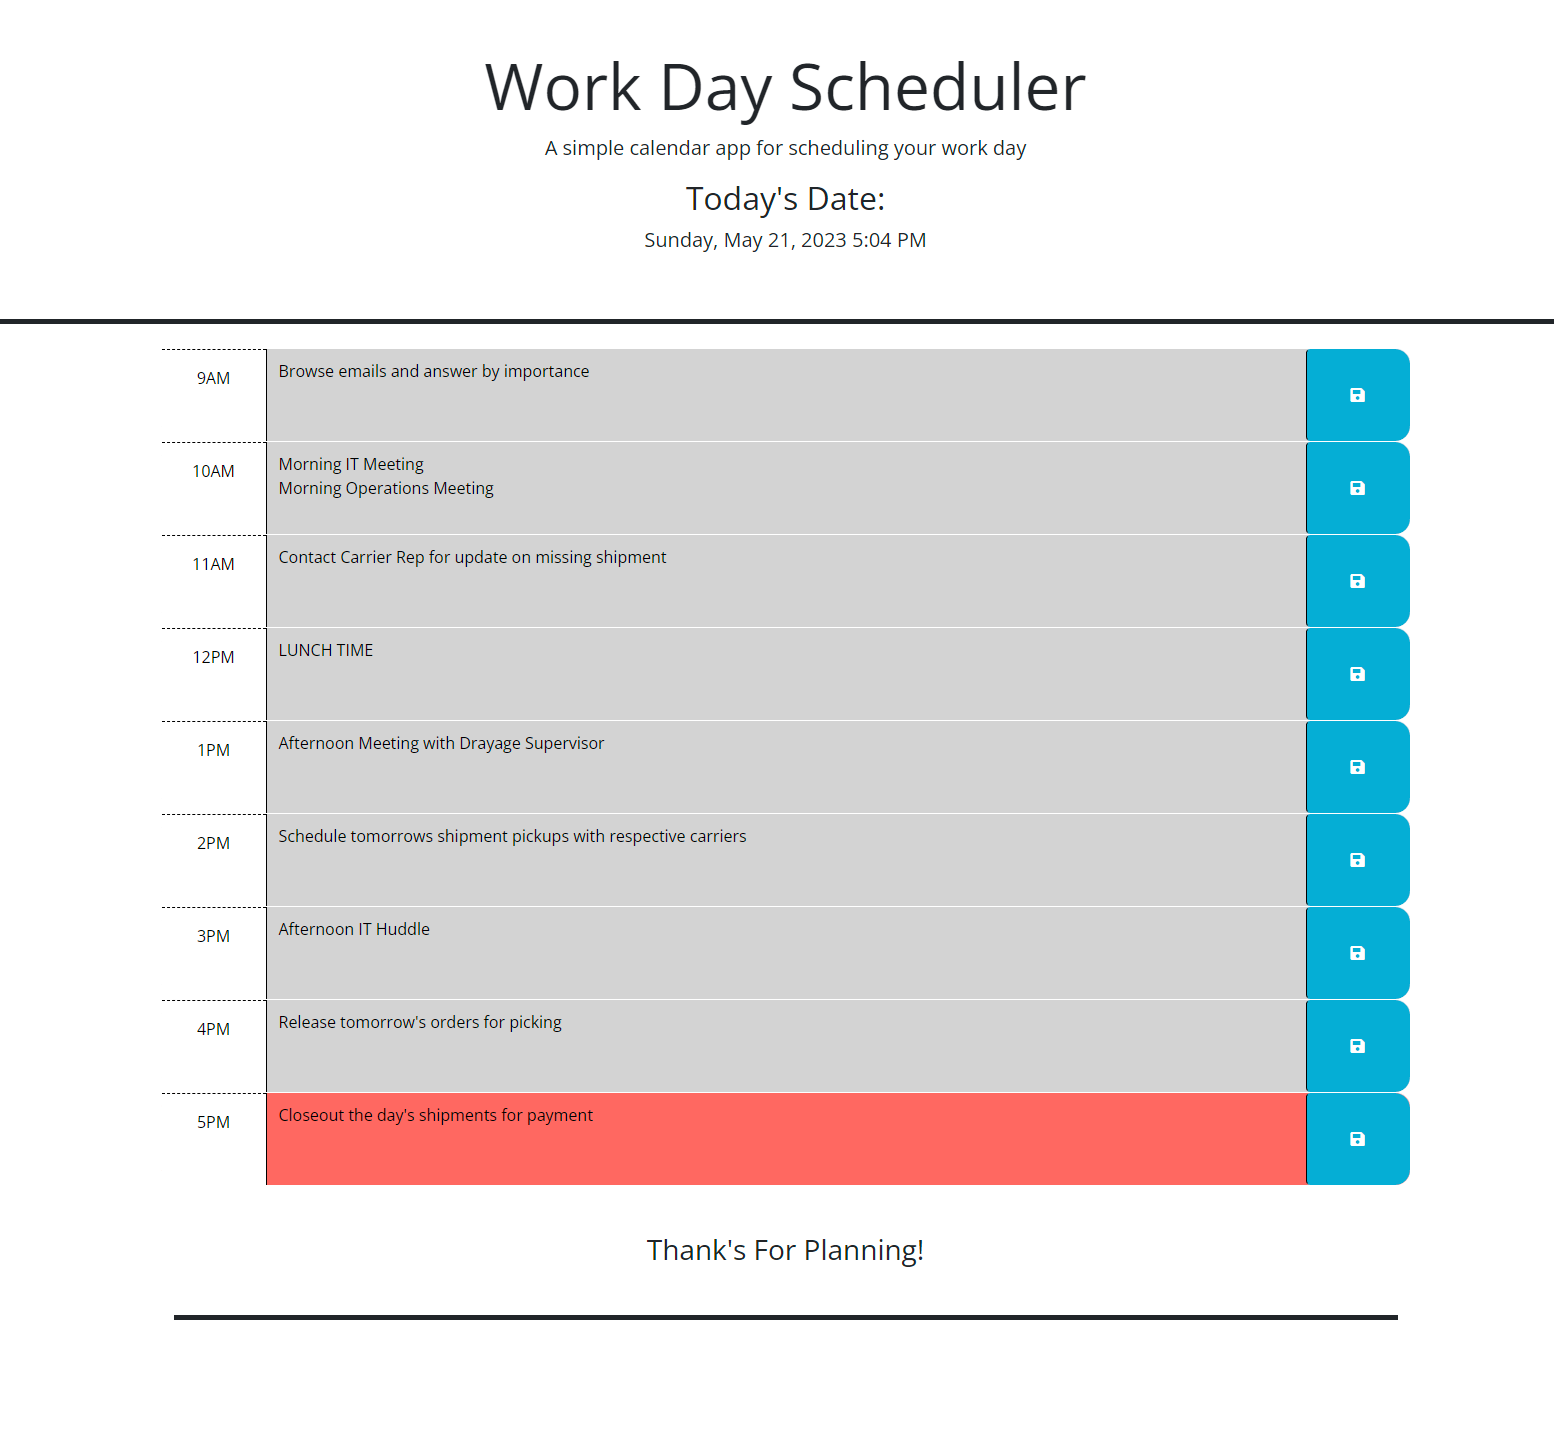 Work Day Scheduler
A simple calendar app for scheduling your work day
Today's Date:
Sunday, May 21, 2023 5:04 PM
9AM
Browse emails and answer by importance
10AM
Morning IT Meeting
Morning Operations Meeting
11AM
Contact Carrier Rep for update on missing shipment
12PM
LUNCH TIME
1PM
Afternoon Meeting with Drayage Supervisor
2PM
Schedule tomorrows shipment pickups with respective carriers
3PM
Afternoon IT Huddle
4PM
Release tomorrow's orders for picking
5PM
Closeout the day's shipments for payment
Thank's For Planning!